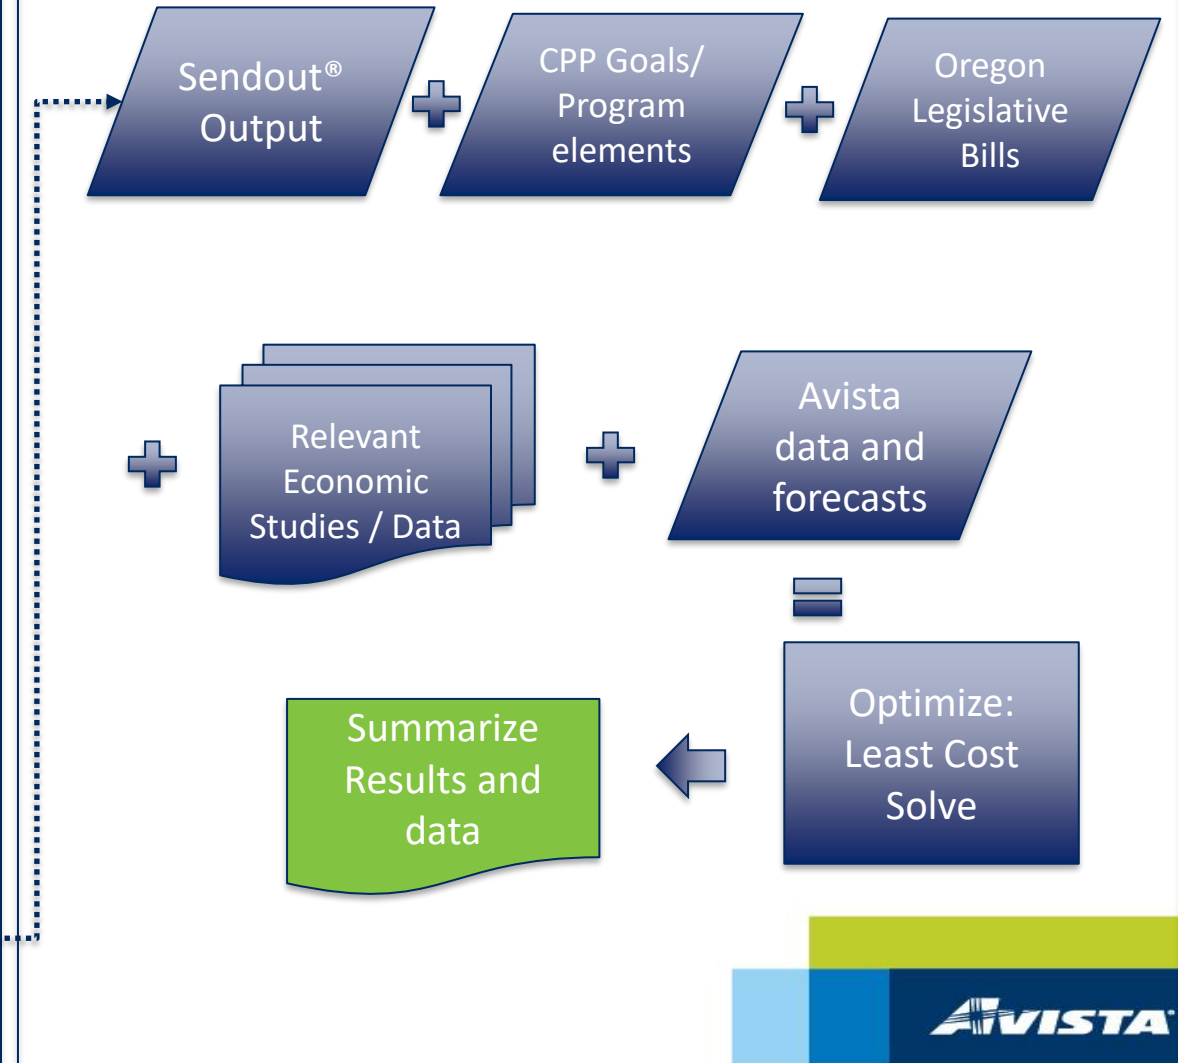 Sendout®
Output
CPP Goals/
Program
elements
Oregon
Legislative
Bills
Relevant
Economic
Studies / Data
Avista
data and
forecasts
Optimize:
Least Cost
Solve
Summarize
Results and
data
AVISTA